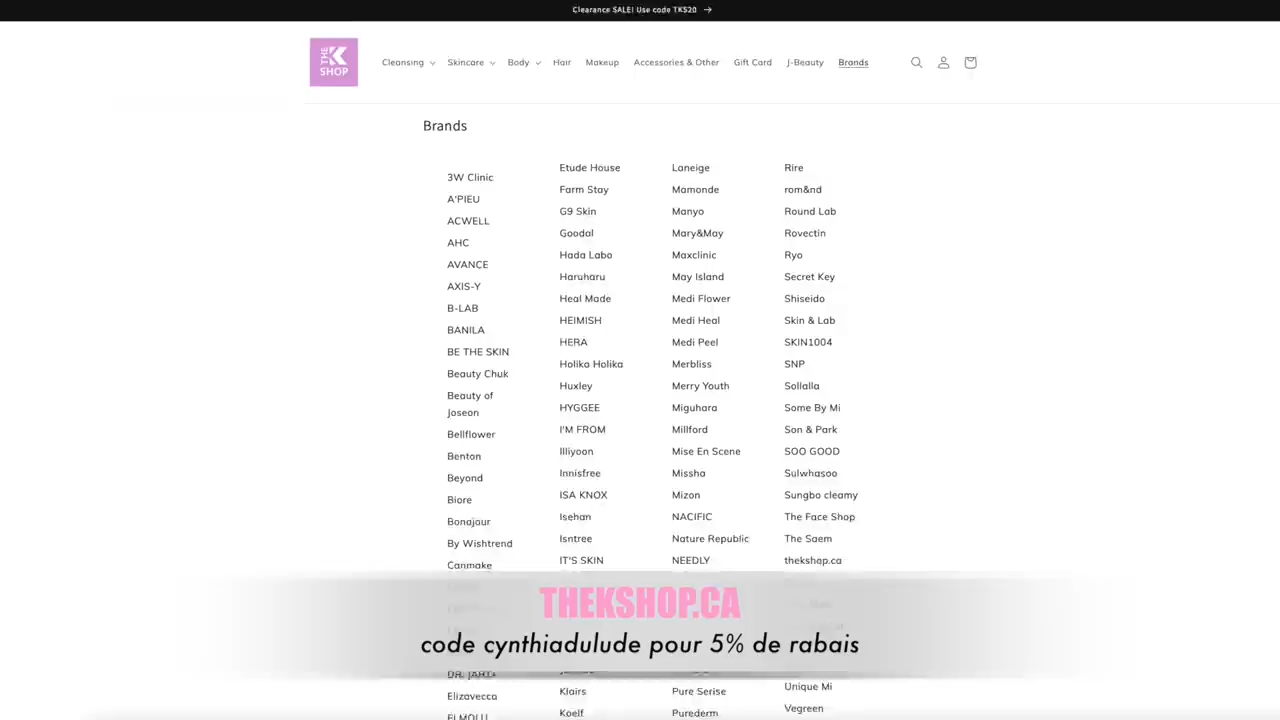 Clearance SALE! Use code TKS20 →
THE K SHOP
Cleansing Skincare Body Hair Makeup Accessories & Other Gift Card J-Beauty Brands
Brands
3W Clinic
A'PIEU
ACWELL
AHC
AVANCE
AXIS-Y
B-LAB
BANILA
BE THE SKIN
Beauty Chuk
Beauty of
Joseon
Bellflower
Benton
Beyond
Biore
Bonajour
By Wishtrend
Canmake
DR. JART+
Elizavecca
ELMOLU
Etude House
Farm Stay
G9 Skin
Goodal
Hada Labo
Haruharu
Heal Made
HEIMISH
HERA
Holika Holika
Huxley
HYGGEE
I'M FROM
Illiyoon
Innisfree
ISA KNOX
Isehan
Isntree
IT'S SKIN
Klairs
Koelf
Laneige
Mamonde
Manyo
Mary&May
Maxclinic
May Island
Medi Flower
Medi Heal
Medi Peel
Merbliss
Merry Youth
Miguhara
Millford
Mise En Scene
Missha
Mizon
NACIFIC
Nature Republic
NEEDLY
Pure Serise
Purederm
Rire
rom&nd
Round Lab
Rovectin
Ryo
Secret Key
Shiseido
Skin & Lab
SKIN1004
SNP
Sollalla
Some By Mi
Son & Park
SOO GOOD
Sulwhasoo
Sungbo cleamy
The Face Shop
The Saem
thekshop.ca
Unique Mi
Vegreen
THEKSHOP.CA
code cynthiadulude pour 5% de rabais